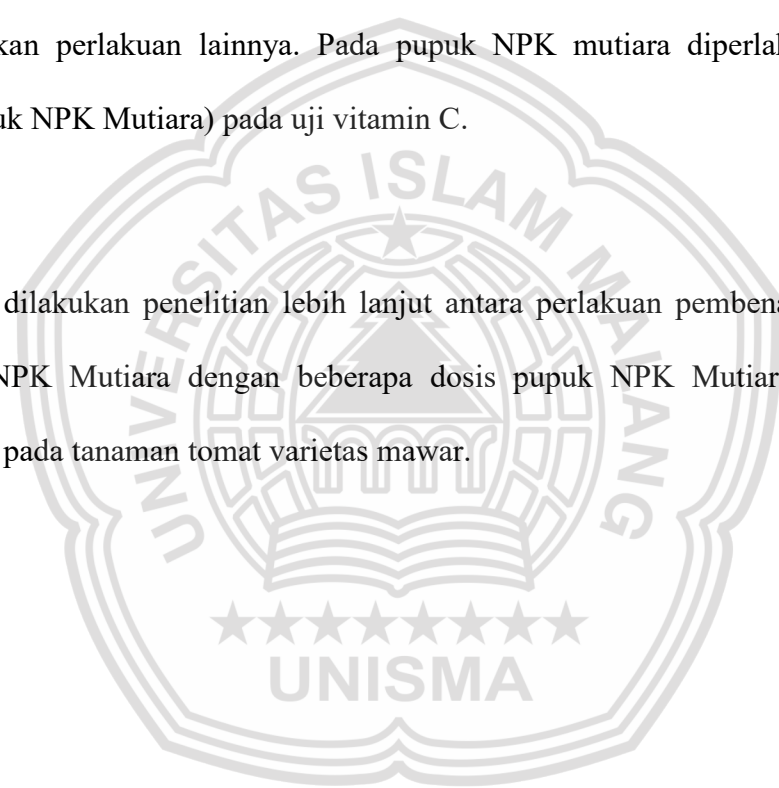 kan perlakuan lainnya. Pada pupuk NPK mutiara diperlak
uk NPK Mutiara) pada uji vitamin C.
dilakukan penelitian lebih lanjut antara perlakuan pembena
NPK Mutiara dengan beberapa dosis pupuk NPK Mutiar
pada tanaman tomat varietas mawar.
UNIVERSITAS ISLAM MALANG
UNISMA